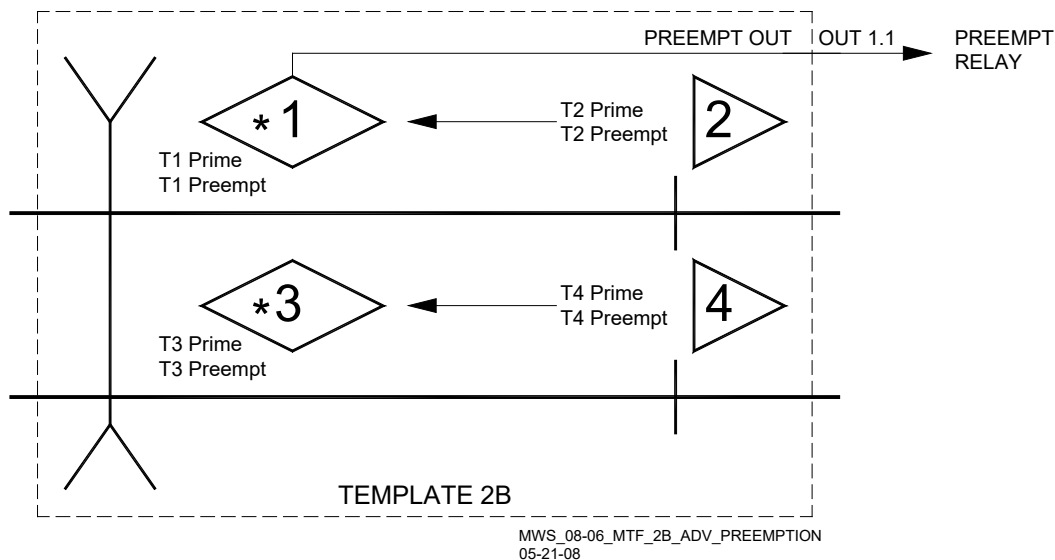 PREEMPT OUT OUT 1.1 PREEMPT
RELAY
*1
T2 Prime
T2 Preempt
2
T1 Prime
T1 Preempt
*3
T4 Prime
T4 Preempt
4
T3 Prime
T3 Preempt
TEMPLATE 2B
MWS_08-06_MTF_2B_ADV_PREEMPTION
05-21-08